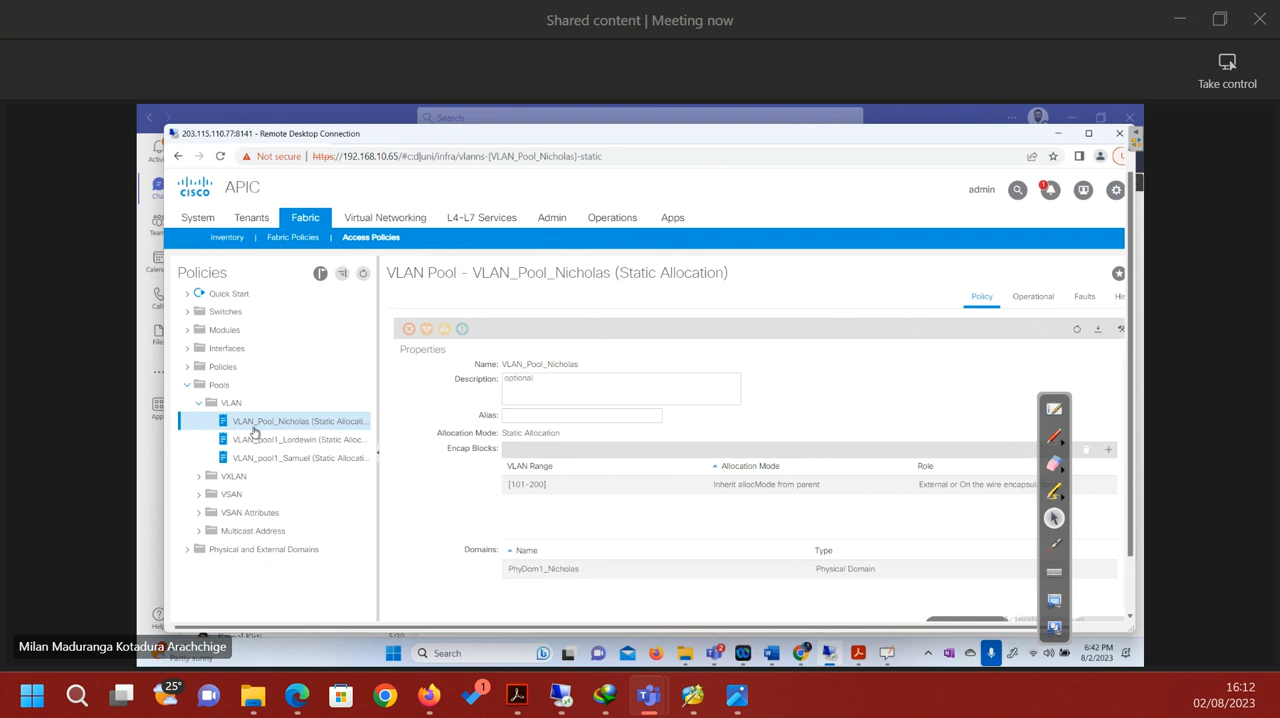 Shared content | Meeting now
Take control
Search
203.115.110.77:8141 - Remote Desktop Connection
Not secure | https://192.168.10.65/#c:d|uni/infra/vlanns-[VLAN_Pool_Nicholas]-static
CISCO APIC
admin
System Tenants Fabric Virtual Networking L4-L7 Services Admin Operations Apps
Inventory | Fabric Policies | Access Policies
Policies
Quick Start
Switches
Modules
Interfaces
Policies
Pools
VLAN
VLAN_Pool_Nicholas (Static Allocati...
VLAN_pool1_Lordewin (Static Alloc...
VLAN_pool1_Samuel (Static Allocati...
VXLAN
VSAN
VSAN Attributes
Multicast Address
Physical and External Domains
VLAN Pool - VLAN_Pool_Nicholas (Static Allocation)
Policy Operational Faults
Properties
Name: VLAN_Pool_Nicholas
Description: optional
Alias:
Allocation Mode: Static Allocation
Encap Blocks:
VLAN Range Allocation Mode Role
[101-200] Inherit allocMode from parent External or On the wire encapsul
Domains: Name Type
PhyDom1_Nicholas Physical Domain
Milan Maduranga Kotadura Arachchige
Search
6:42 PM
8/2/2023
25°
1
16:12
02/08/2023